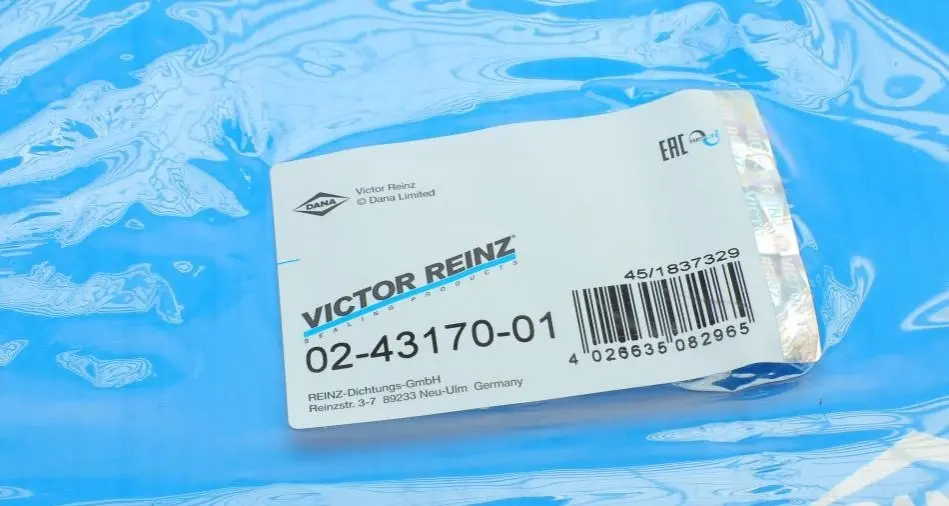 EAC
DANA
Victor Reinz
© Dana Limited
VICTOR REINZ®
SEALING PRODUCTS
02-43170-01
45/1837329
4 026635 082965
REINZ-Dichtungs-GmbH
Reinzstr. 3-7 89233 Neu-Ulm Germany